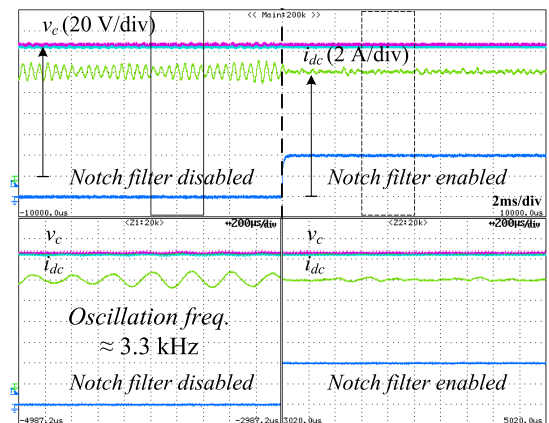 << Main:200k >>
v_c (20 V/div)
i_dc (2 A/div)
Notch filter disabled
Notch filter enabled
2ms/div
-10000.0us
10000.0us
<Z1:20k>
↔200μs/div
<Z2:20k>
↔200μs/div
v_c
v_c
i_dc
i_dc
Oscillation freq.
≈ 3.3 kHz
Notch filter disabled
Notch filter enabled
-4987.2us
-2987.2us
3020.0us
5020.0us